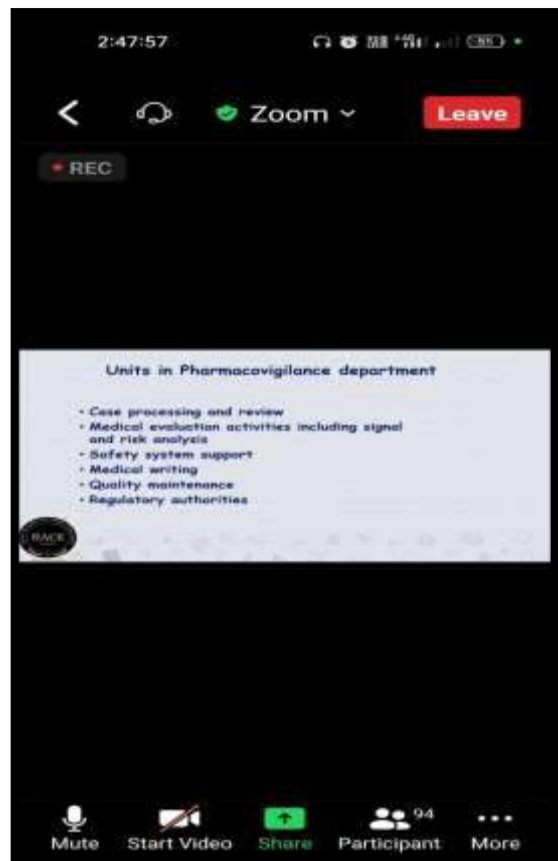 2:47:57
Zoom
Leave
REC
Units in Pharmacovigilance department
• Case processing and review
• Medical evaluation activities including signal
and risk analysis
• Safety system support
• Medical writing
• Quality maintenance
• Regulatory authorities
94
Mute Start Video Share Participant More